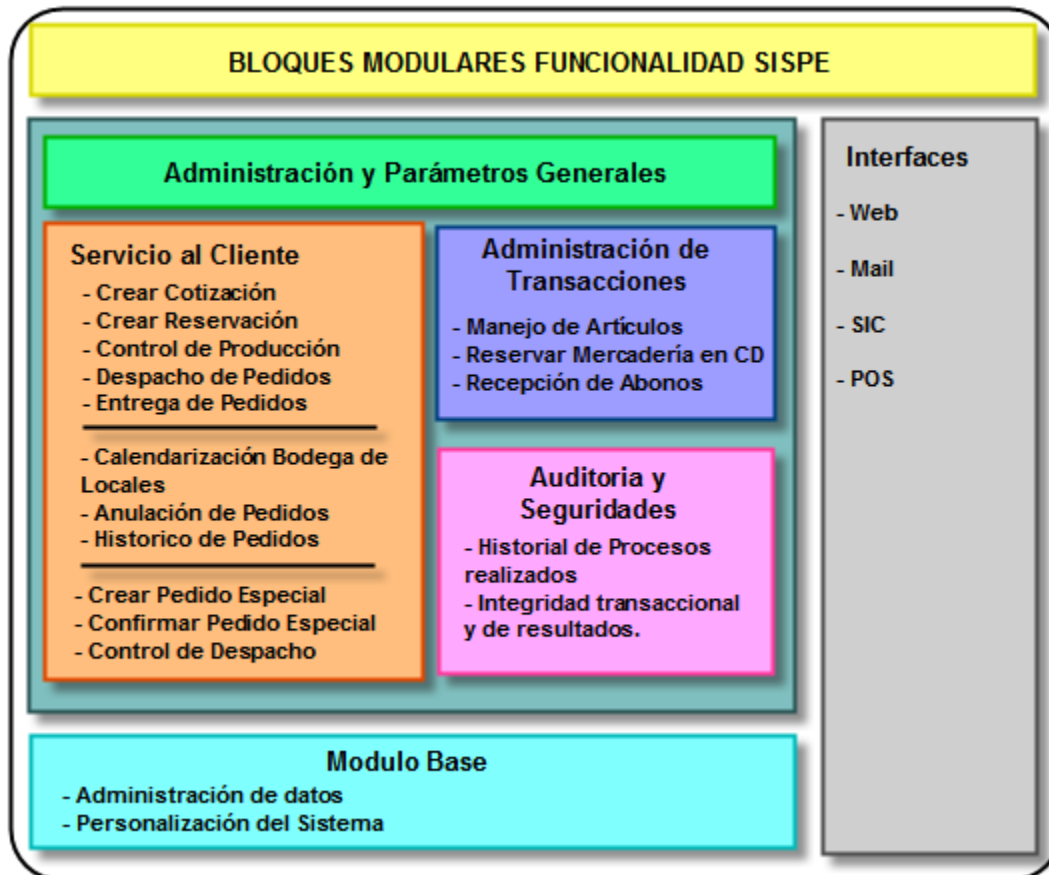 BLOQUES MODULARES FUNCIONALIDAD SISPE
Administración y Parámetros Generales
Servicio al Cliente
- Crear Cotización
- Crear Reservación
- Control de Producción
- Despacho de Pedidos
- Entrega de Pedidos
- Calendarización Bodega de
Locales
- Anulación de Pedidos
- Historico de Pedidos
- Crear Pedido Especial
- Confirmar Pedido Especial
- Control de Despacho
Administración de
Transacciones
- Manejo de Artículos
- Reservar Mercadería en CD
- Recepción de Abonos
Auditoria y
Seguridades
- Historial de Procesos
realizados
- Integridad transaccional
y de resultados.
Modulo Base
- Administración de datos
- Personalización del Sistema
Interfaces
- Web
- Mail
- SIC
- POS